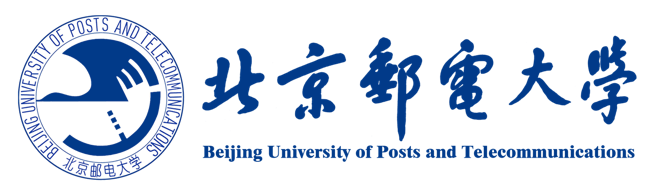 BEIJING UNIVERSITY OF POSTS AND TELECOMMUNICATIONS
北京邮电大学
北京郵電大學
Beijing University of Posts and Telecommunications